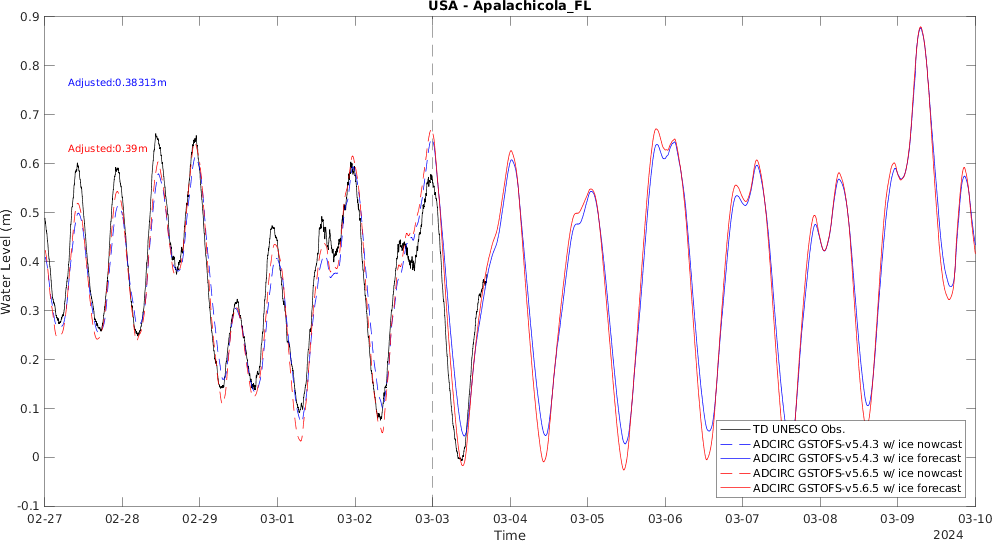 USA - Apalachicola_FL
0.9
0.8
0.7
0.6
0.5
0.4
0.3
0.2
0.1
0
-0.1
Water Level (m)
Adjusted:0.38313m
Adjusted:0.39m
TD UNESCO Obs.
ADCIRC GSTOFS-v5.4.3 w/ ice nowcast
ADCIRC GSTOFS-v5.4.3 w/ ice forecast
ADCIRC GSTOFS-v5.6.5 w/ ice nowcast
ADCIRC GSTOFS-v5.6.5 w/ ice forecast
02-27 02-28 02-29 03-01 03-02 03-03 03-04 03-05 03-06 03-07 03-08 03-09 03-10
Time
2024